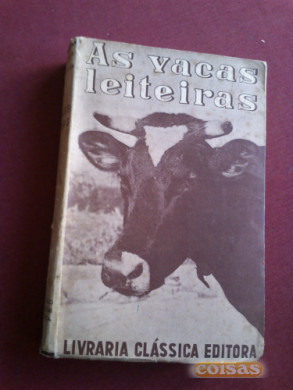 As vacas
leiteiras
LIVRARIA CLÁSSICA EDITORA
coisas